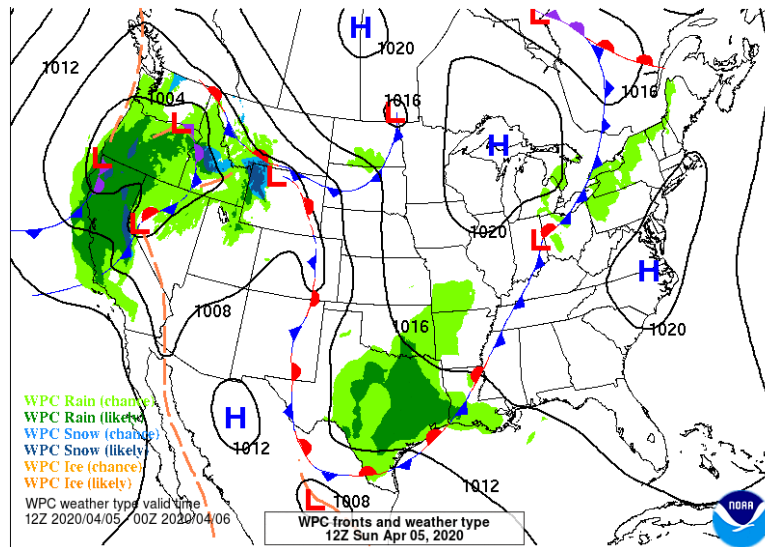 H
1020
L
1012
1016
1004
1016
L
L
H
L
L
1020
L
L
H
1008
1016
1020
H
1012
WPC Rain (chance)
WPC Rain (likely)
WPC Snow (chance)
WPC Snow (likely)
WPC Ice (chance)
WPC Ice (likely)
1012
L
1008
WPC weather type valid time
12Z 2020/04/05 - 00Z 2020/04/06
WPC fronts and weather type
12Z Sun Apr 05, 2020
NOAA